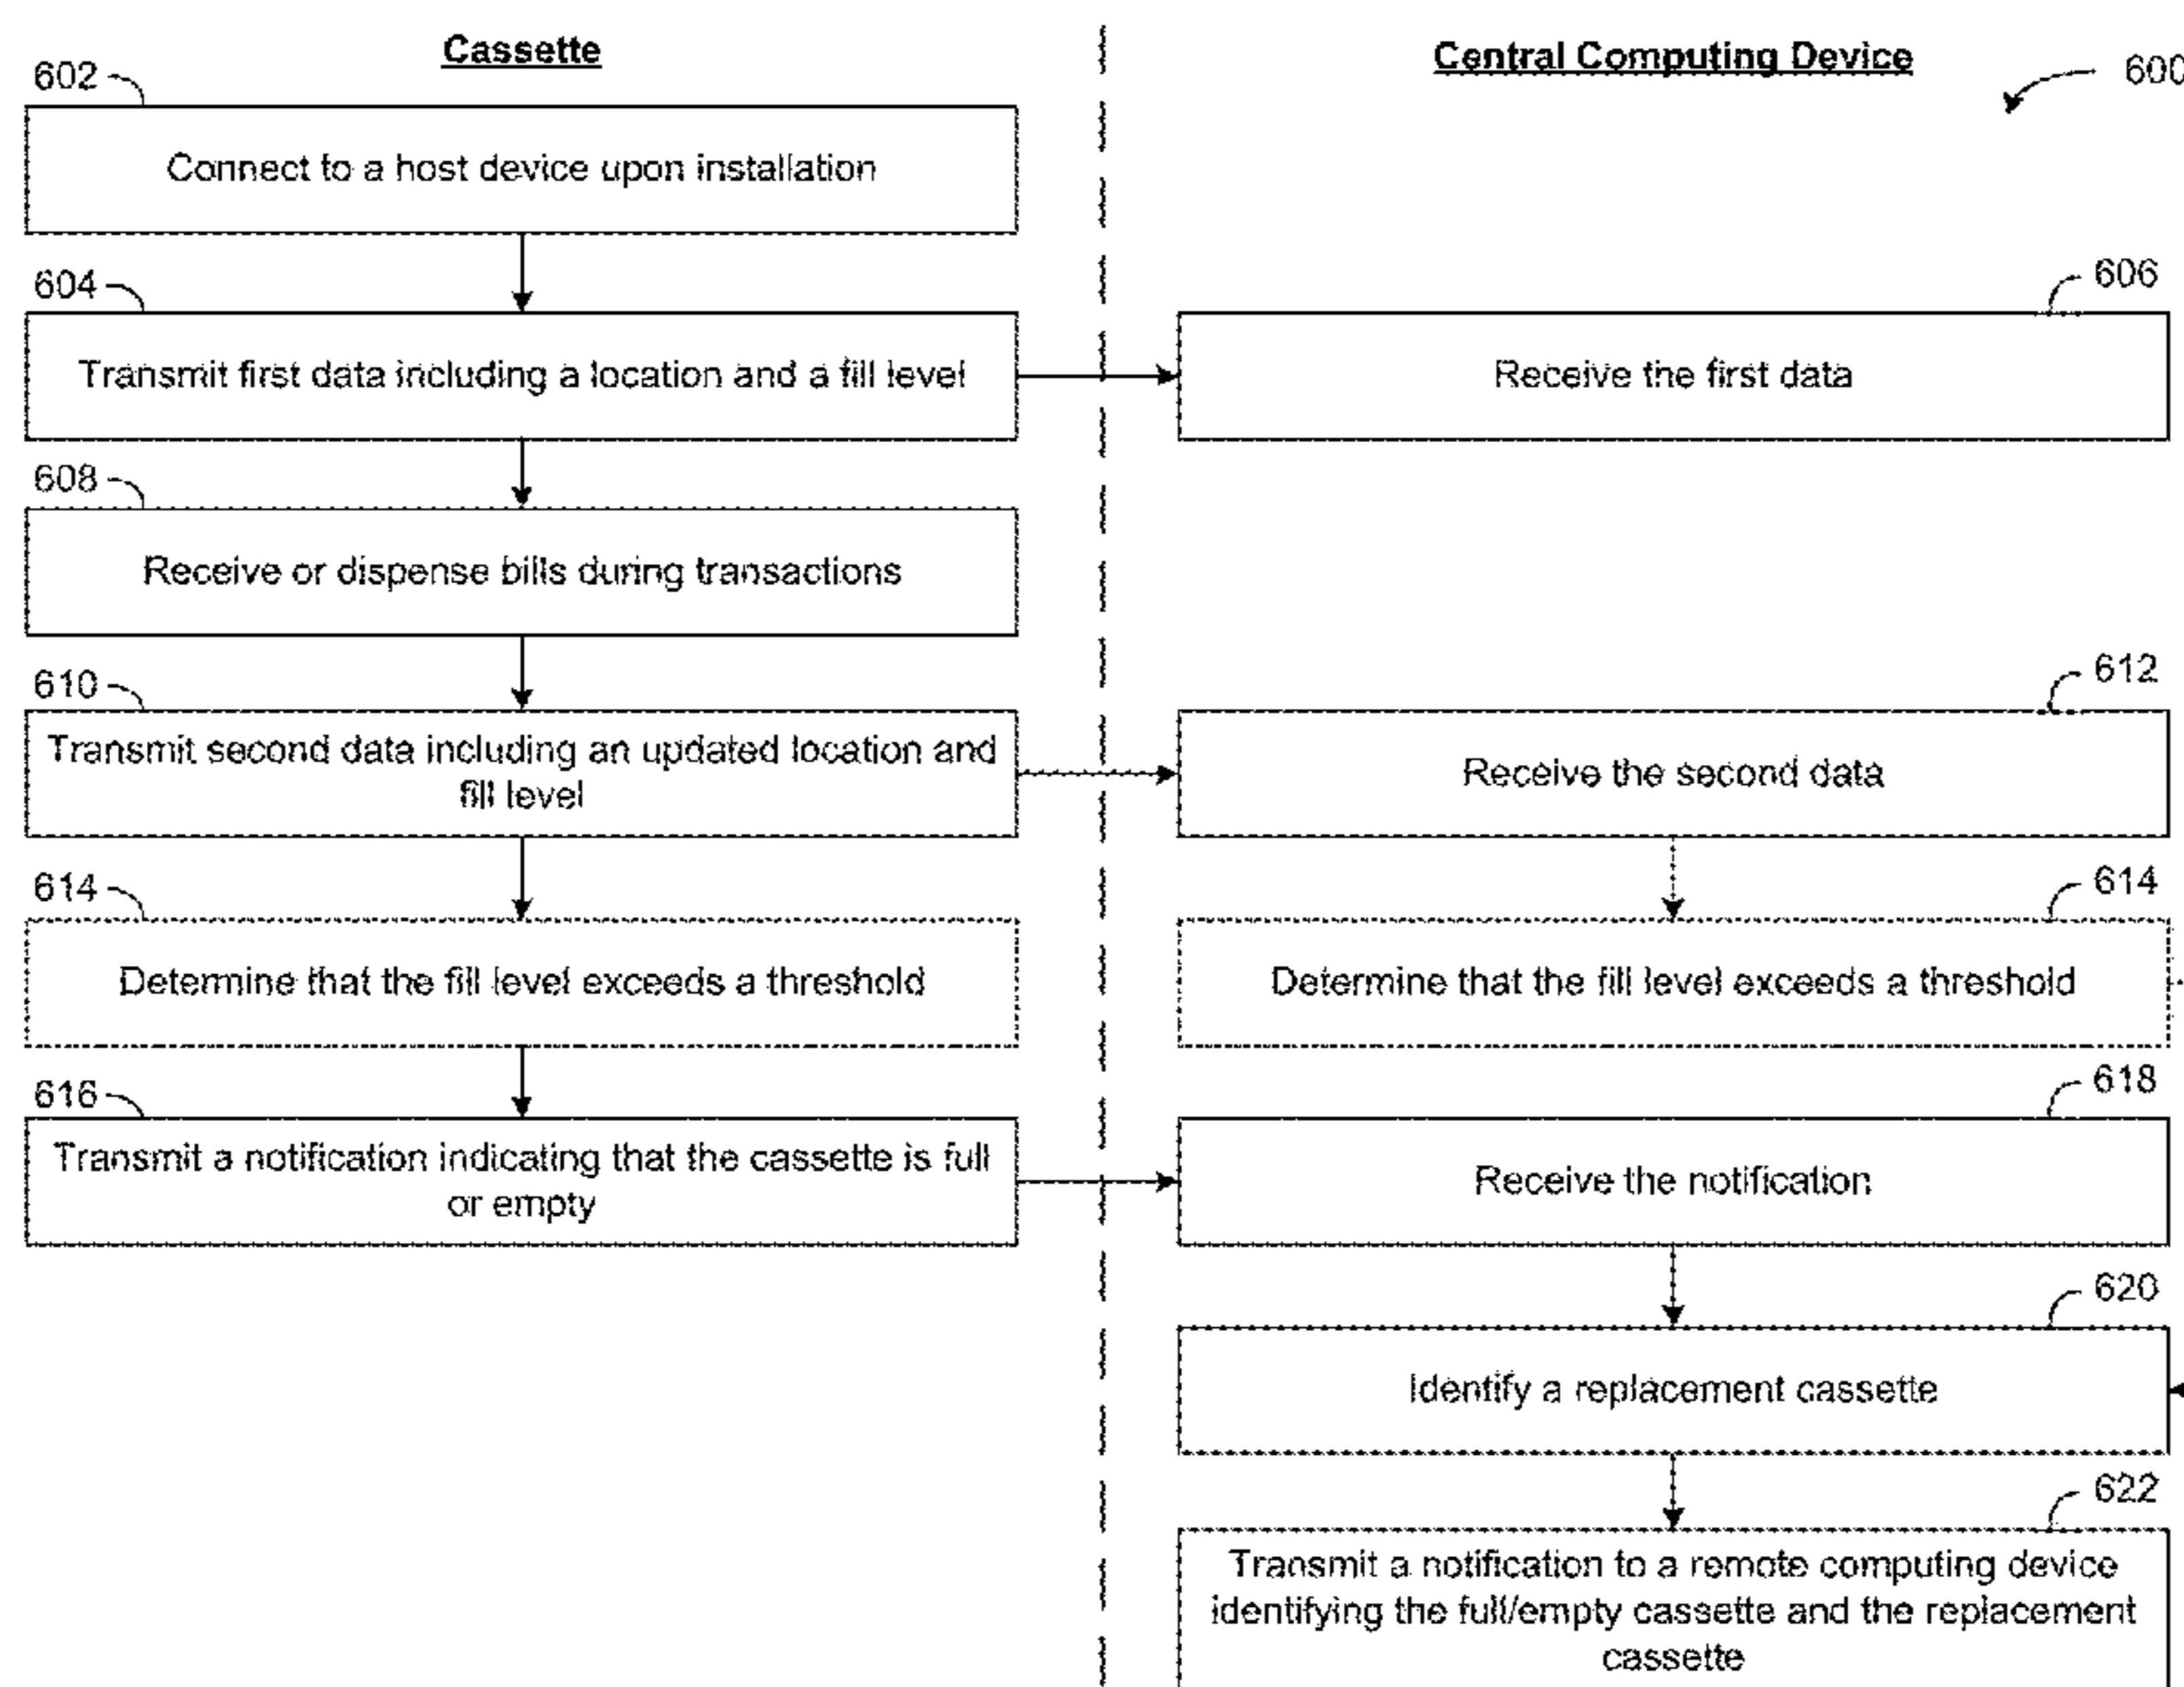 Cassette
Central Computing Device
600
602
Connect to a host device upon installation
604
Transmit first data including a location and a fill level
606
Receive the first data
608
Receive or dispense bills during transactions
610
Transmit second data including an updated location and
fill level
612
Receive the second data
614
Determine that the fill level exceeds a threshold
614
Determine that the fill level exceeds a threshold
616
Transmit a notification indicating that the cassette is full
or empty
618
Receive the notification
620
Identify a replacement cassette
622
Transmit a notification to a remote computing device
identifying the full/empty cassette and the replacement
cassette